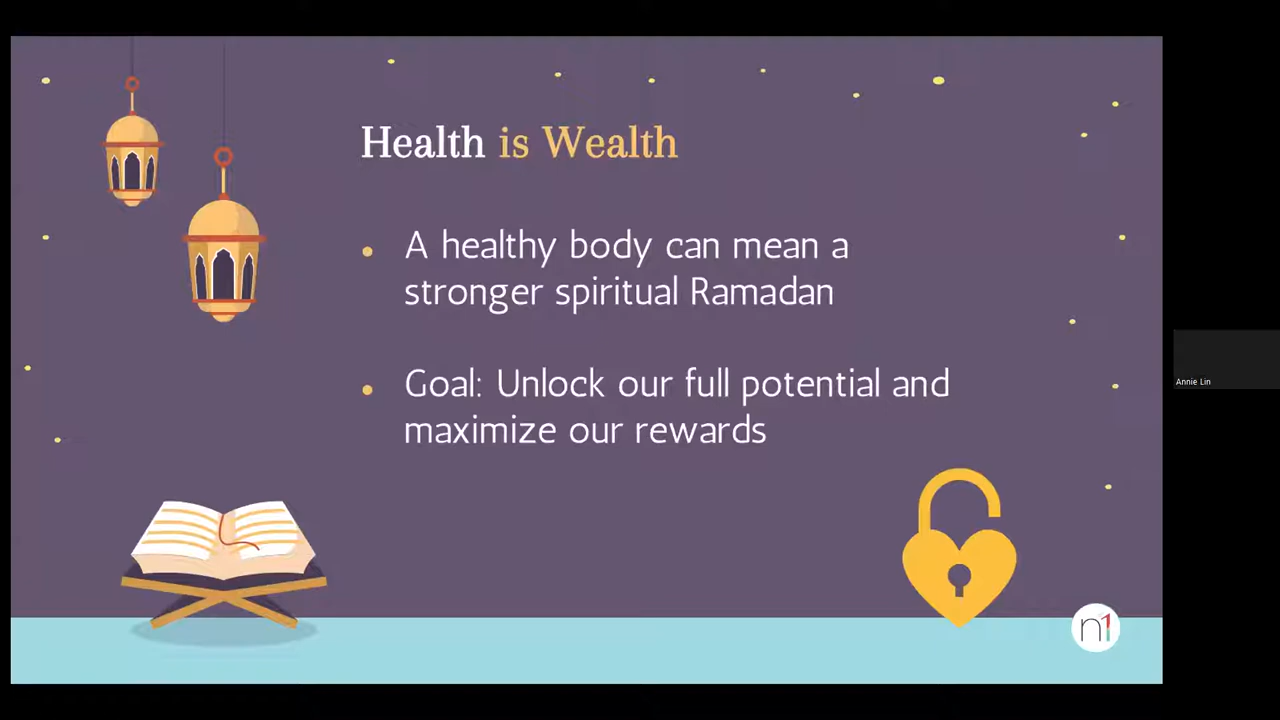 Health is Wealth
• A healthy body can mean a
stronger spiritual Ramadan
• Goal: Unlock our full potential and
maximize our rewards
Annie Lin
n1